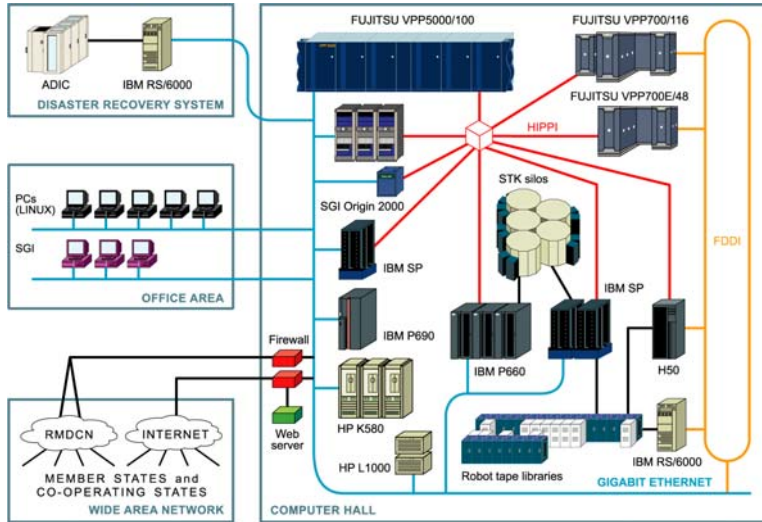 ADIC
IBM RS/6000
DISASTER RECOVERY SYSTEM
PCs
(LINUX)
SGI
OFFICE AREA
Firewall
Web
server
RMDCN
INTERNET
MEMBER STATES and
CO-OPERATING STATES
WIDE AREA NETWORK
FUJITSU VPP5000/100
FUJITSU VPP700/116
FUJITSU VPP700E/48
HIPPI
SGI Origin 2000
STK silos
FDDI
IBM SP
IBM SP
IBM P690
IBM P660
H50
HP K580
HP L1000
Robot tape libraries
IBM RS/6000
GIGABIT ETHERNET
COMPUTER HALL